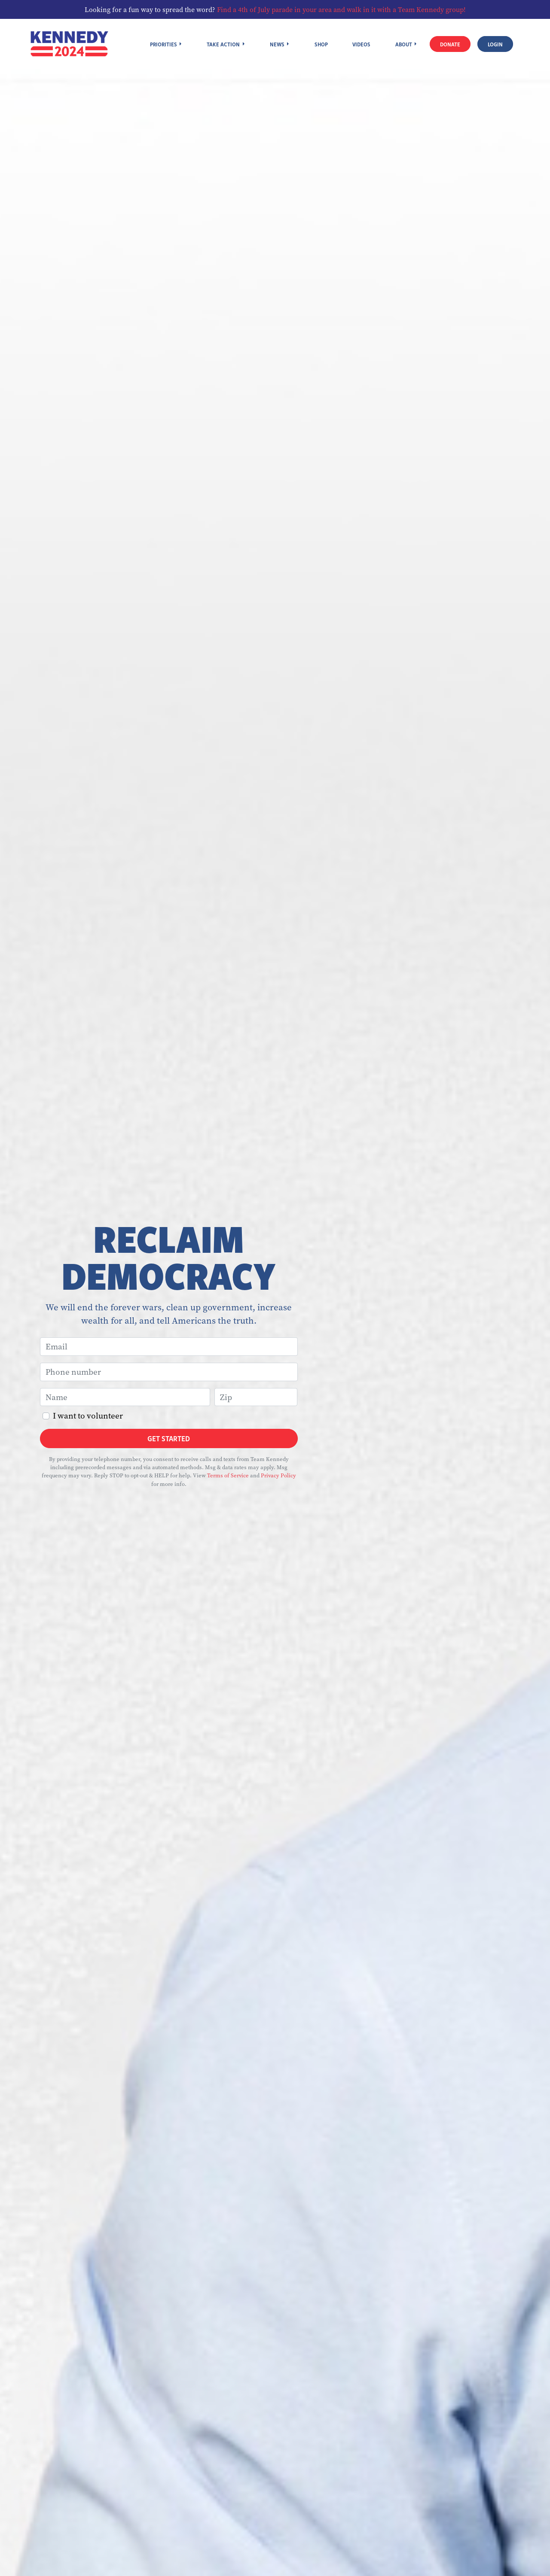 Looking for a fun way to spread the word? Find a 4th of July parade in your area and walk in it with a Team Kennedy group!
KENNEDY
2024
PRIORITIES
TAKE ACTION
NEWS
SHOP
VIDEOS
ABOUT
DONATE
LOGIN
RECLAIM
DEMOCRACY
We will end the forever wars, clean up government, increase
wealth for all, and tell Americans the truth.
Email
Phone number
Name
Zip
I want to volunteer
GET STARTED
By providing your telephone number, you consent to receive calls and texts from Team Kennedy
including prerecorded messages and via automated methods. Msg & data rates may apply. Msg
frequency may vary. Reply STOP to opt out & HELP for help. View Terms of Service and Privacy Policy
for more info.